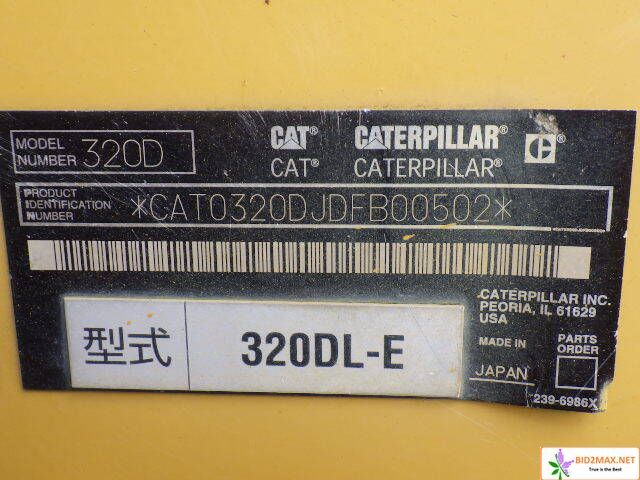 MODEL NUMBER 320D
CAT® CATERPILLAR® C
CAT® CATERPILLAR®
PRODUCT IDENTIFICATION NUMBER *CAT0320DJDFB00502*
型式 320DL-E
CATERPILLAR INC.
PEORIA, IL 61629
USA
MADE IN
JAPAN
PARTS
ORDER
239-6986X
BID2MAX.NET
True is the Best